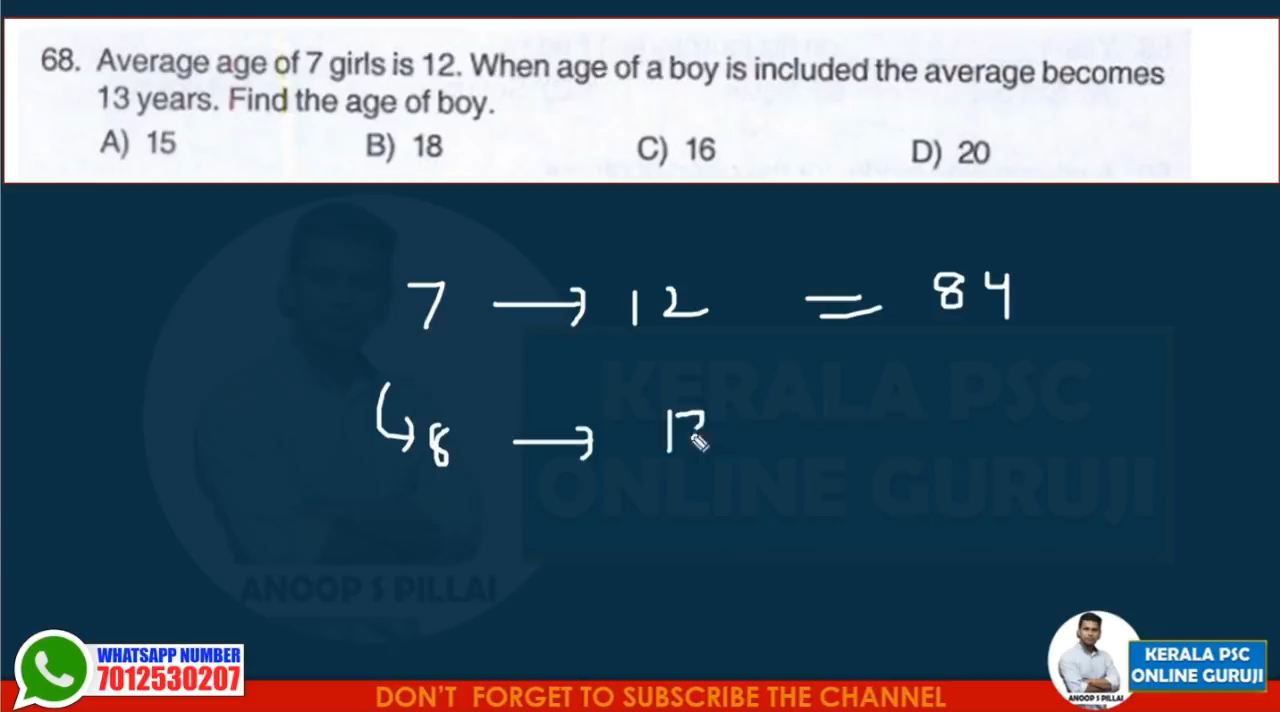 68. Average age of 7 girls is 12. When age of a boy is included the average becomes
13 years. Find the age of boy.
A) 15 B) 18 C) 16 D) 20
7 → 12 = 84
↳ 8 → 13
KERALA PSC
ONLINE GURUJI
ANOOP S PILLAI
WHATSAPP NUMBER
7012530207
KERALA PSC
ONLINE GURUJI
ANOOP S PILLAI
DON'T FORGET TO SUBSCRIBE THE CHANNEL